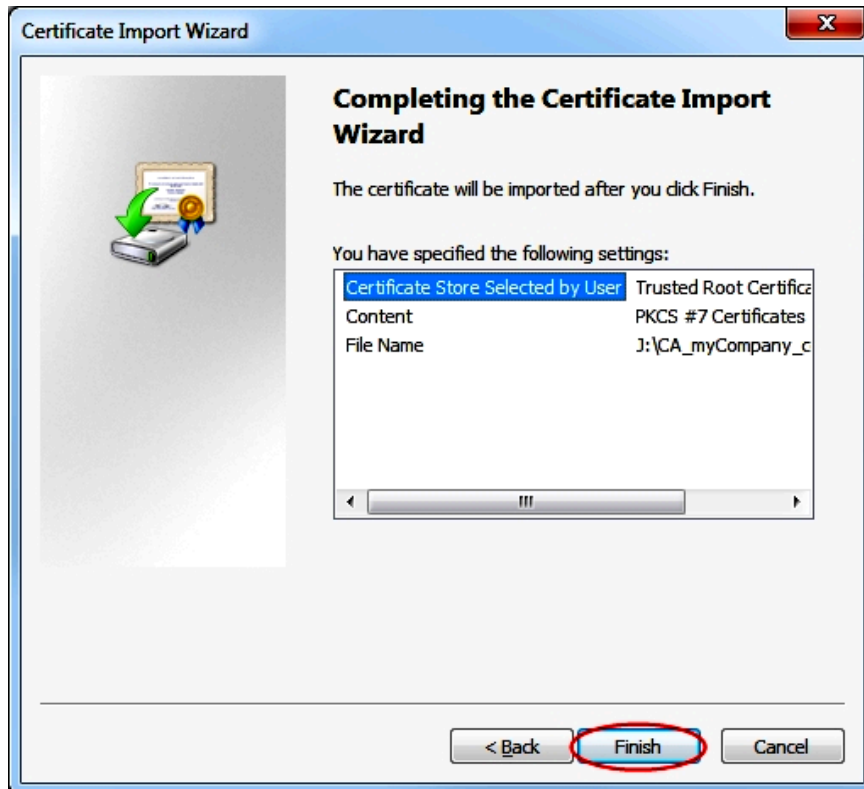 Certificate Import Wizard
Completing the Certificate Import
Wizard
The certificate will be imported after you click Finish.
You have specified the following settings:
Certificate Store Selected by User Trusted Root Certifica
Content PKCS #7 Certificates
File Name J:\CA_myCompany_c
< Back Finish Cancel